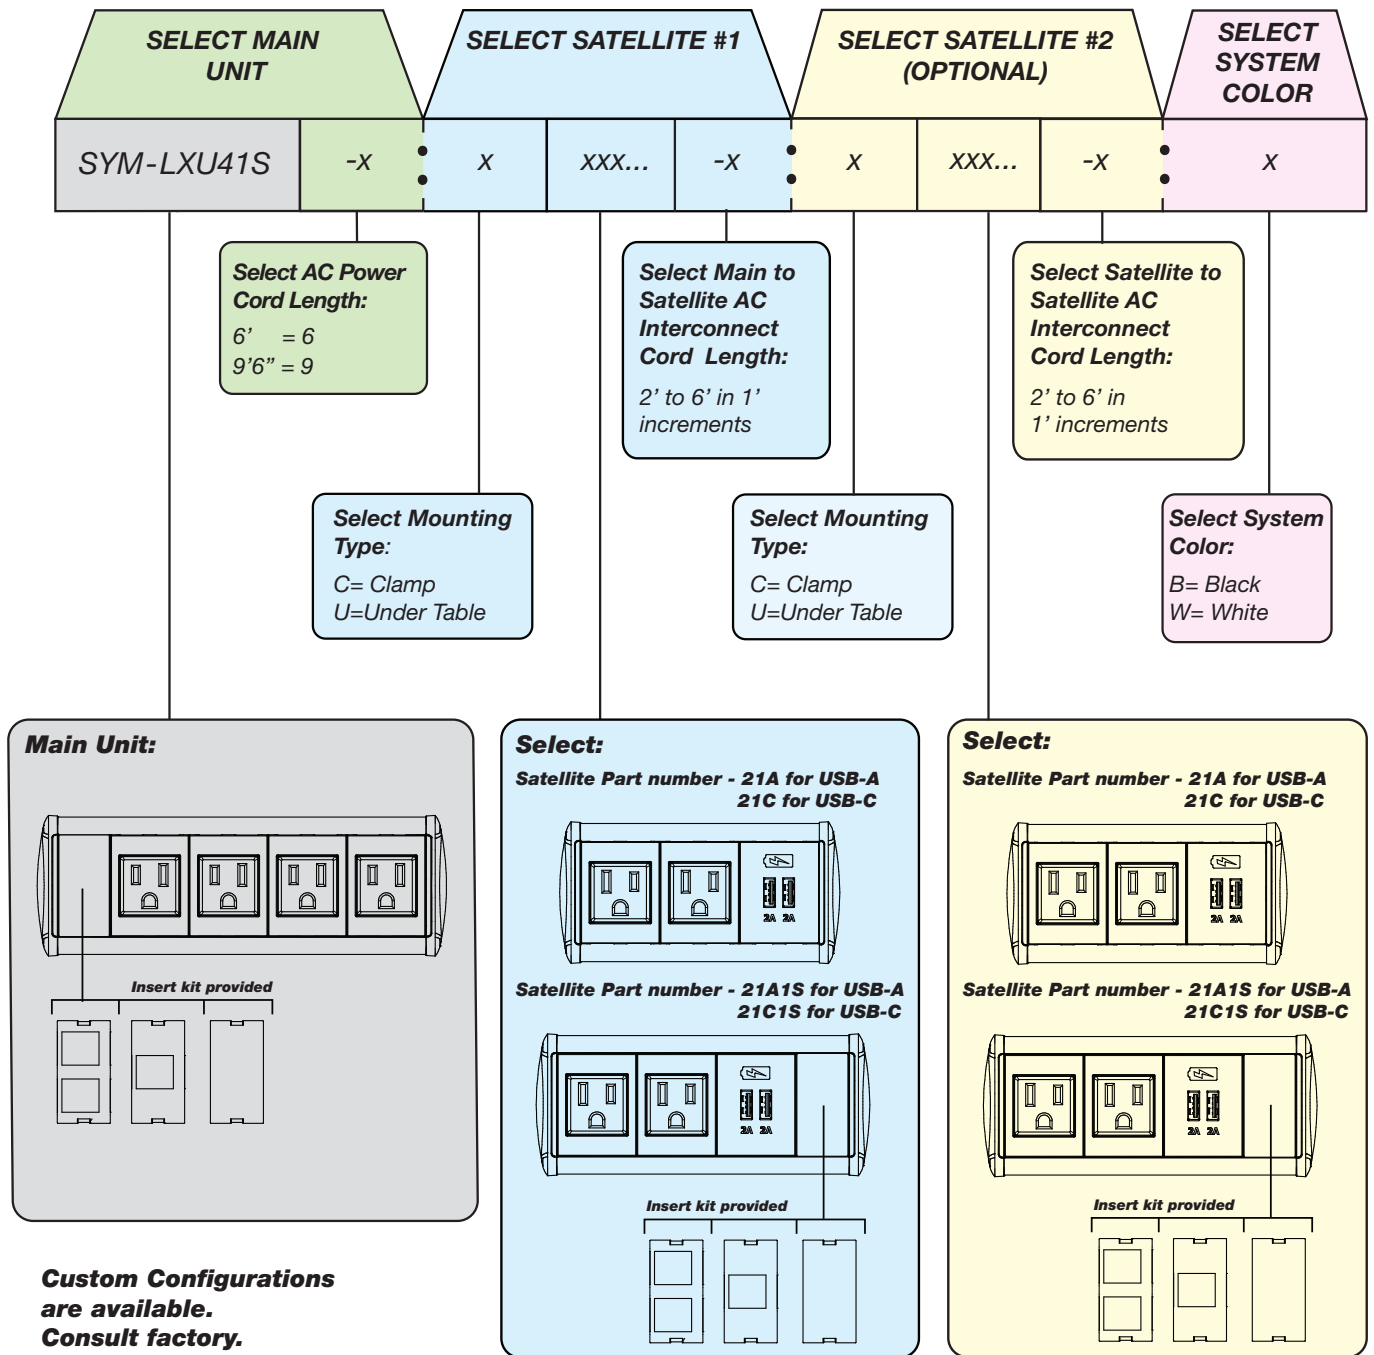 SELECT MAIN
UNIT
SELECT SATELLITE #1
SELECT SATELLITE #2
(OPTIONAL)
SELECT
SYSTEM
COLOR
SYM-LXU41S
-x
x
xxx...
-x
x
xxx...
-x
x
Select AC Power
Cord Length:
6’ = 6
9’6” = 9
Select Main to
Satellite AC
Interconnect
Cord Length:
2’ to 6’ in 1’
increments
Select Satellite to
Satellite AC
Interconnect
Cord Length:
2’ to 6’ in
1’ increments
Select Mounting
Type:
C= Clamp
U=Under Table
Select Mounting
Type:
C= Clamp
U=Under Table
Select System
Color:
B= Black
W= White
Main Unit:
Insert kit provided
Select:
Satellite Part number - 21A for USB-A
21C for USB-C
2A 2A
Satellite Part number - 21A1S for USB-A
21C1S for USB-C
2A 2A
Insert kit provided
Select:
Satellite Part number - 21A for USB-A
21C for USB-C
2A 2A
Satellite Part number - 21A1S for USB-A
21C1S for USB-C
2A 2A
Insert kit provided
Custom Configurations
are available.
Consult factory.